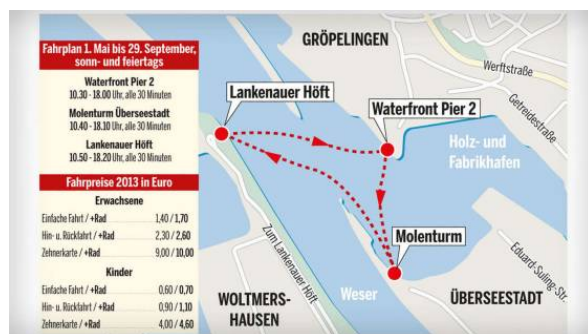 Fahrplan 1. Mai bis 29. September,
sonn- und feiertags
Waterfront Pier 2
10.30 - 18.00 Uhr, alle 30 Minuten
Molenturm Überseestadt
10.40 - 18.10 Uhr, alle 30 Minuten
Lankenauer Höft
10.50 - 18.20 Uhr, alle 30 Minuten
Fahrpreise 2013 in Euro
Erwachsene
Einfache Fahrt / +Rad 1,40 / 1,70
Hin- u. Rückfahrt / +Rad 2,30 / 2,60
Zehnerkarte / +Rad 9,00 / 10,00
Kinder
Einfache Fahrt / +Rad 0,60 / 0,70
Hin- u. Rückfahrt / +Rad 0,90 / 1,10
Zehnerkarte / +Rad 4,00 / 4,60
GRÖPELINGEN
Werftstraße
Getreidestraße
Lankenauer Höft
Waterfront Pier 2
Holz- und
Fabrikhafen
Molenturm
Zum Lankenauer Höft
Eduard-Suling-Str.
WOLTMERS-
HAUSEN
Weser
ÜBERSEESTADT